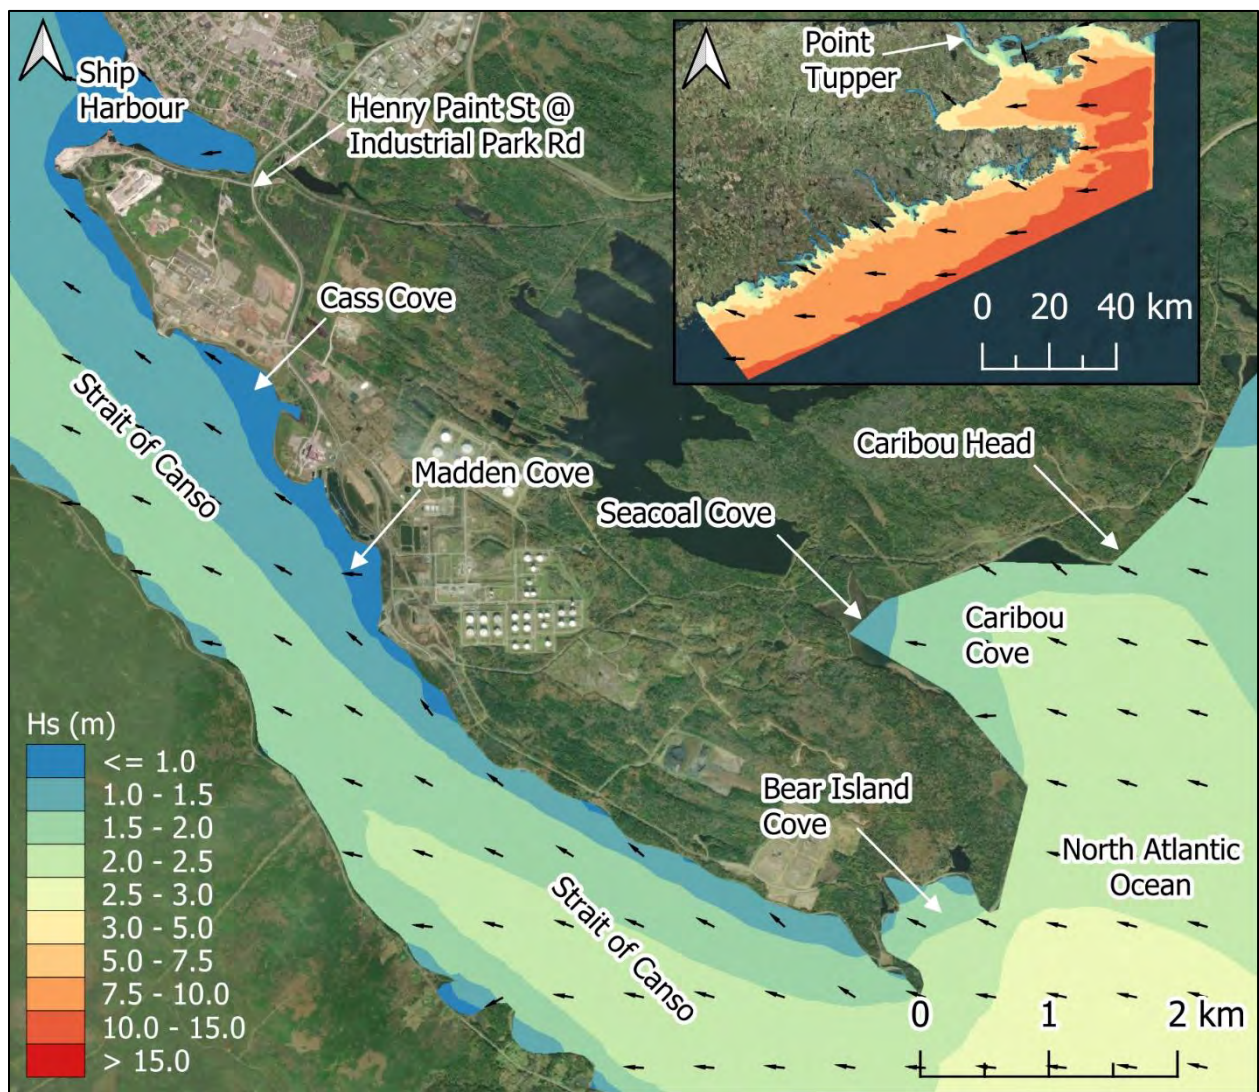 Ship
Harbour
Henry Paint St @
Industrial Park Rd
Point
Tupper
0 20 40 km
Cass Cove
Strait of Canso
Madden Cove
Caribou Head
Seacoal Cove
Caribou
Cove
Bear Island
Cove
North Atlantic
Ocean
Strait of Canso
Hs (m)
<= 1.0
1.0 - 1.5
1.5 - 2.0
2.0 - 2.5
2.5 - 3.0
3.0 - 5.0
5.0 - 7.5
7.5 - 10.0
10.0 - 15.0
> 15.0
0 1 2 km